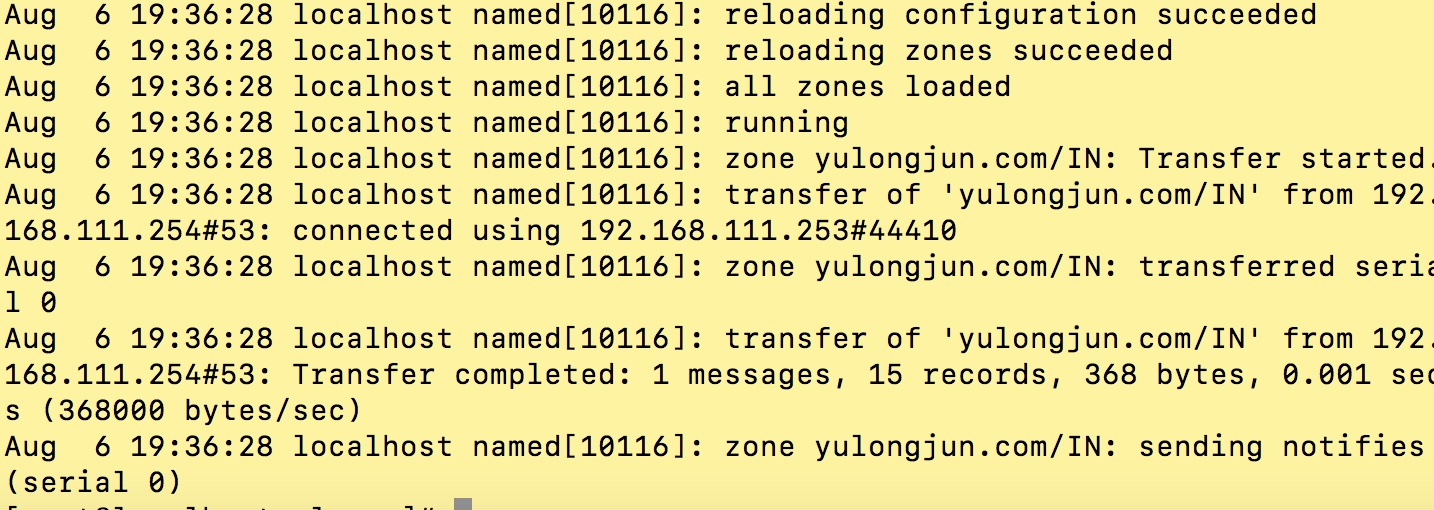 Aug  6 19:36:28 localhost named[10116]: reloading configuration succeeded
Aug  6 19:36:28 localhost named[10116]: reloading zones succeeded
Aug  6 19:36:28 localhost named[10116]: all zones loaded
Aug  6 19:36:28 localhost named[10116]: running
Aug  6 19:36:28 localhost named[10116]: zone yulongjun.com/IN: Transfer started.
Aug  6 19:36:28 localhost named[10116]: transfer of 'yulongjun.com/IN' from 192.
168.111.254#53: connected using 192.168.111.253#44410
Aug  6 19:36:28 localhost named[10116]: zone yulongjun.com/IN: transferred seria
l 0
Aug  6 19:36:28 localhost named[10116]: transfer of 'yulongjun.com/IN' from 192.
168.111.254#53: Transfer completed: 1 messages, 15 records, 368 bytes, 0.001 sec
s (368000 bytes/sec)
Aug  6 19:36:28 localhost named[10116]: zone yulongjun.com/IN: sending notifies
(serial 0)